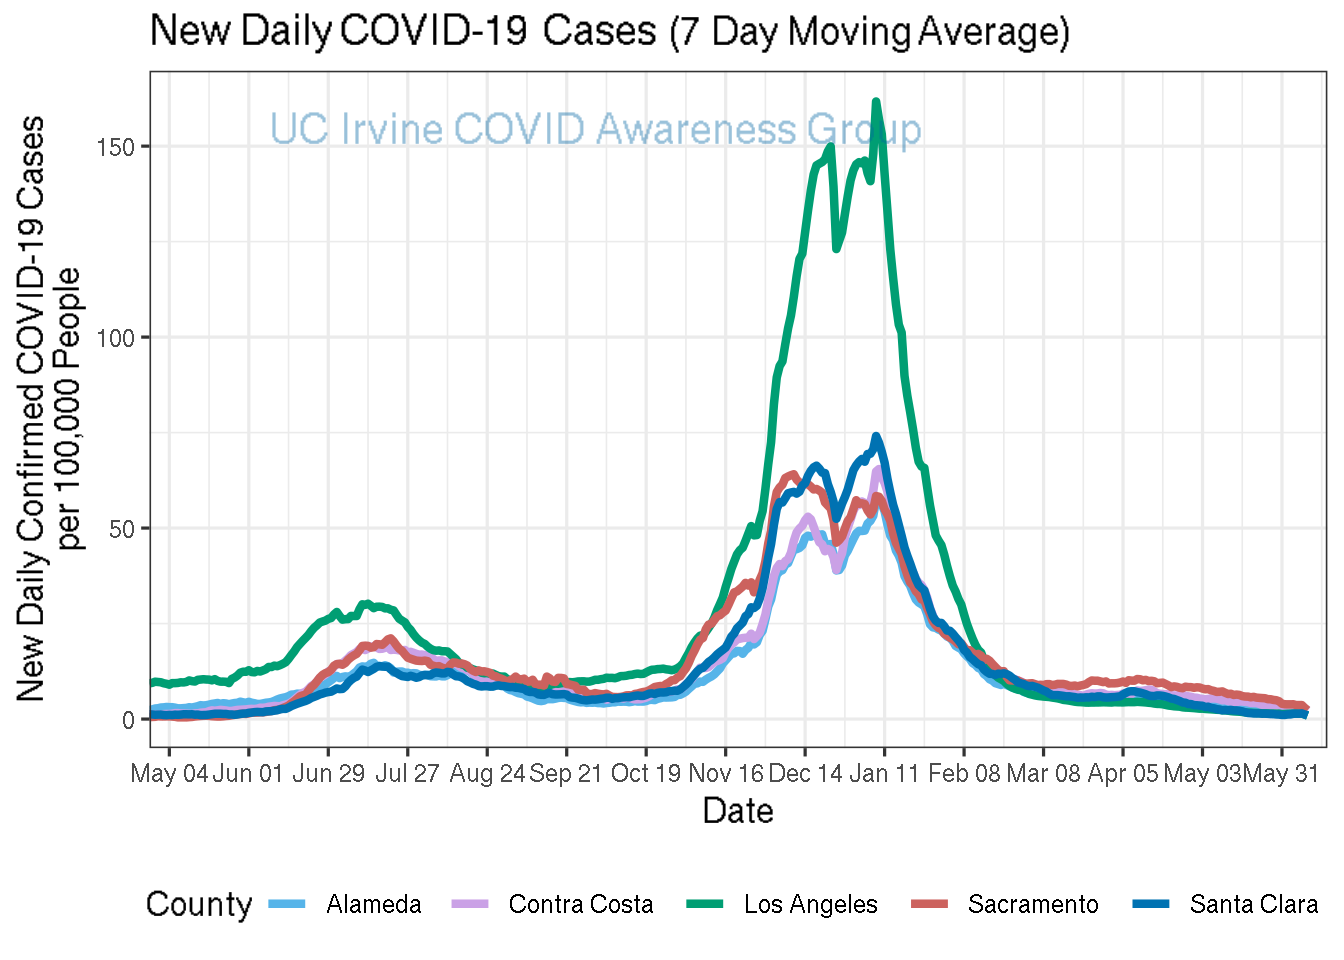 New Daily COVID-19 Cases (7 Day Moving Average)
UC Irvine COVID Awareness Group
New Daily Confirmed COVID-19 Cases
per 100,000 People
150
100
50
0
May 04 Jun 01 Jun 29 Jul 27 Aug 24 Sep 21 Oct 19 Nov 16 Dec 14 Jan 11 Feb 08 Mar 08 Apr 05 May 03 May 31
Date
County Alameda Contra Costa Los Angeles Sacramento Santa Clara